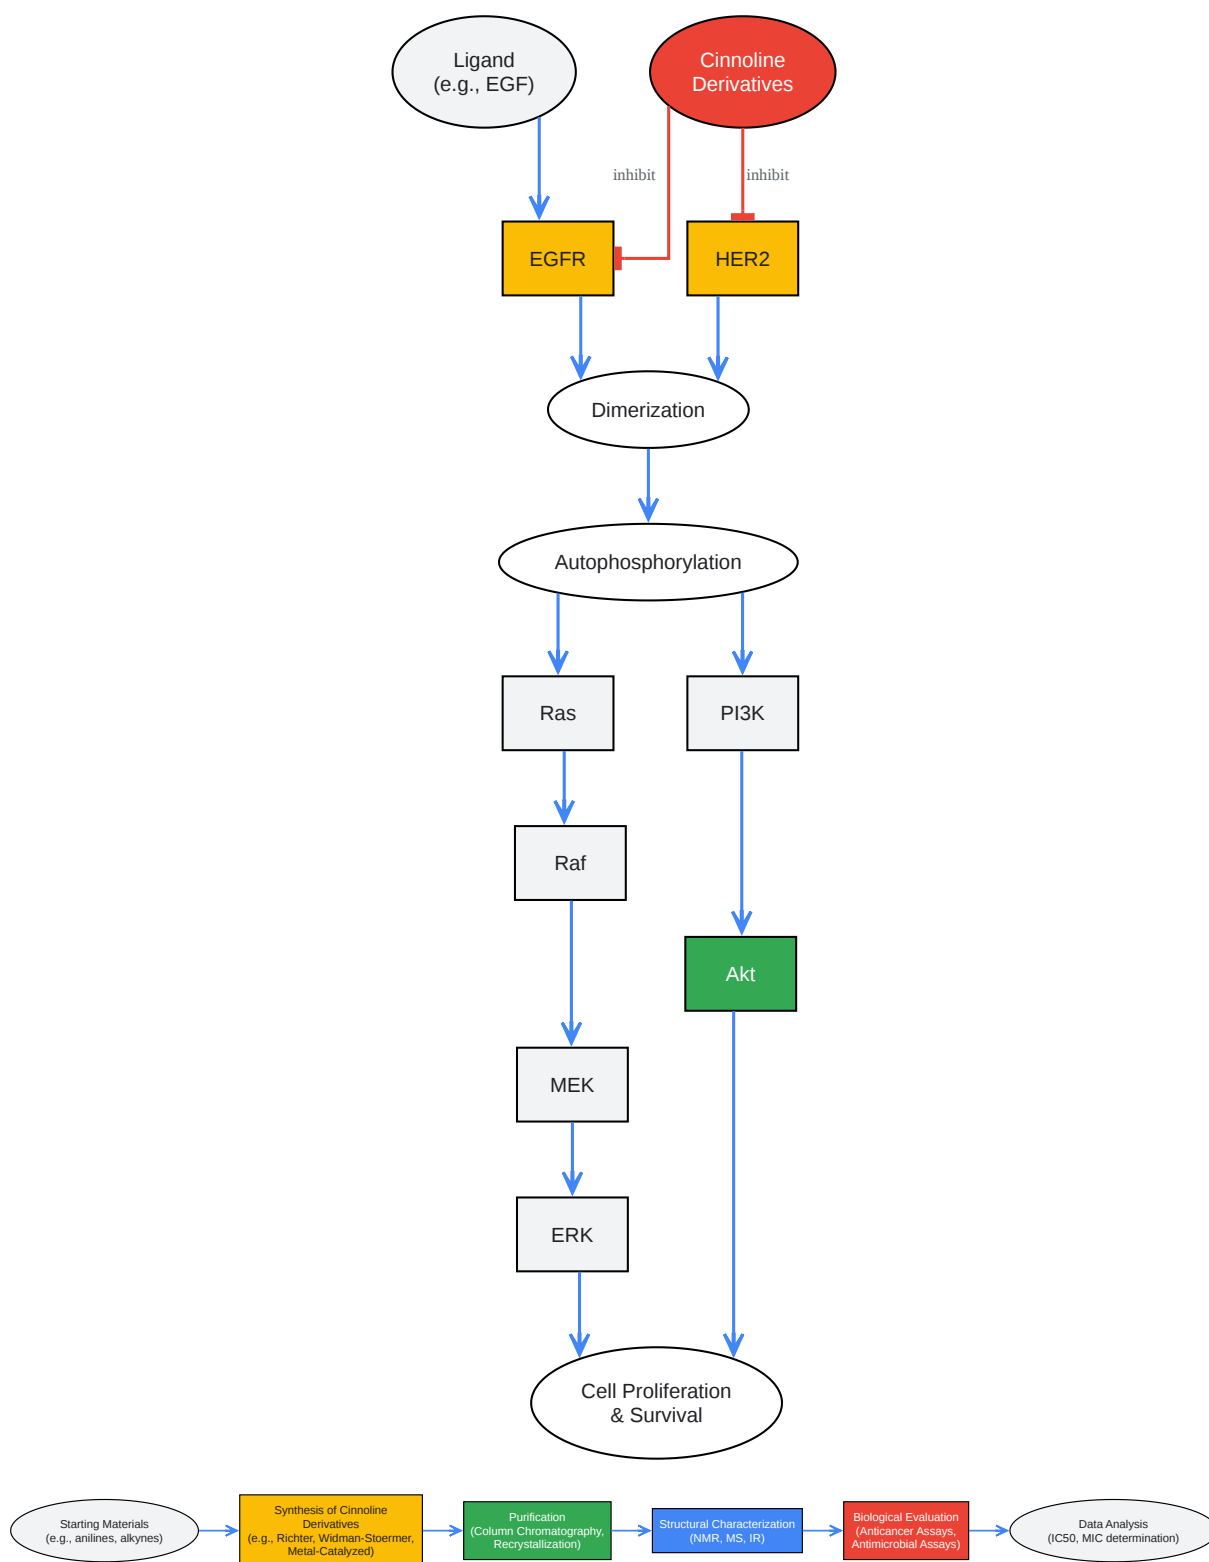 Ligand
(e.g., EGF)
Cinnoline
Derivatives
inhibit
inhibit
EGFR
HER2
Dimerization
Autophosphorylation
Ras
PI3K
Raf
Akt
MEK
ERK
Cell Proliferation
& Survival
Starting Materials
(e.g., anilines, alkynes)
Synthesis of Cinnoline
Derivatives
(e.g., Richter, Widman-Stoermer,
Metal-Catalyzed)
Purification
(Column Chromatography,
Recrystallization)
Structural Characterization
(NMR, MS, IR)
Biological Evaluation
(Anticancer Assays,
Antimicrobial Assays)
Data Analysis
(IC50, MIC determination)